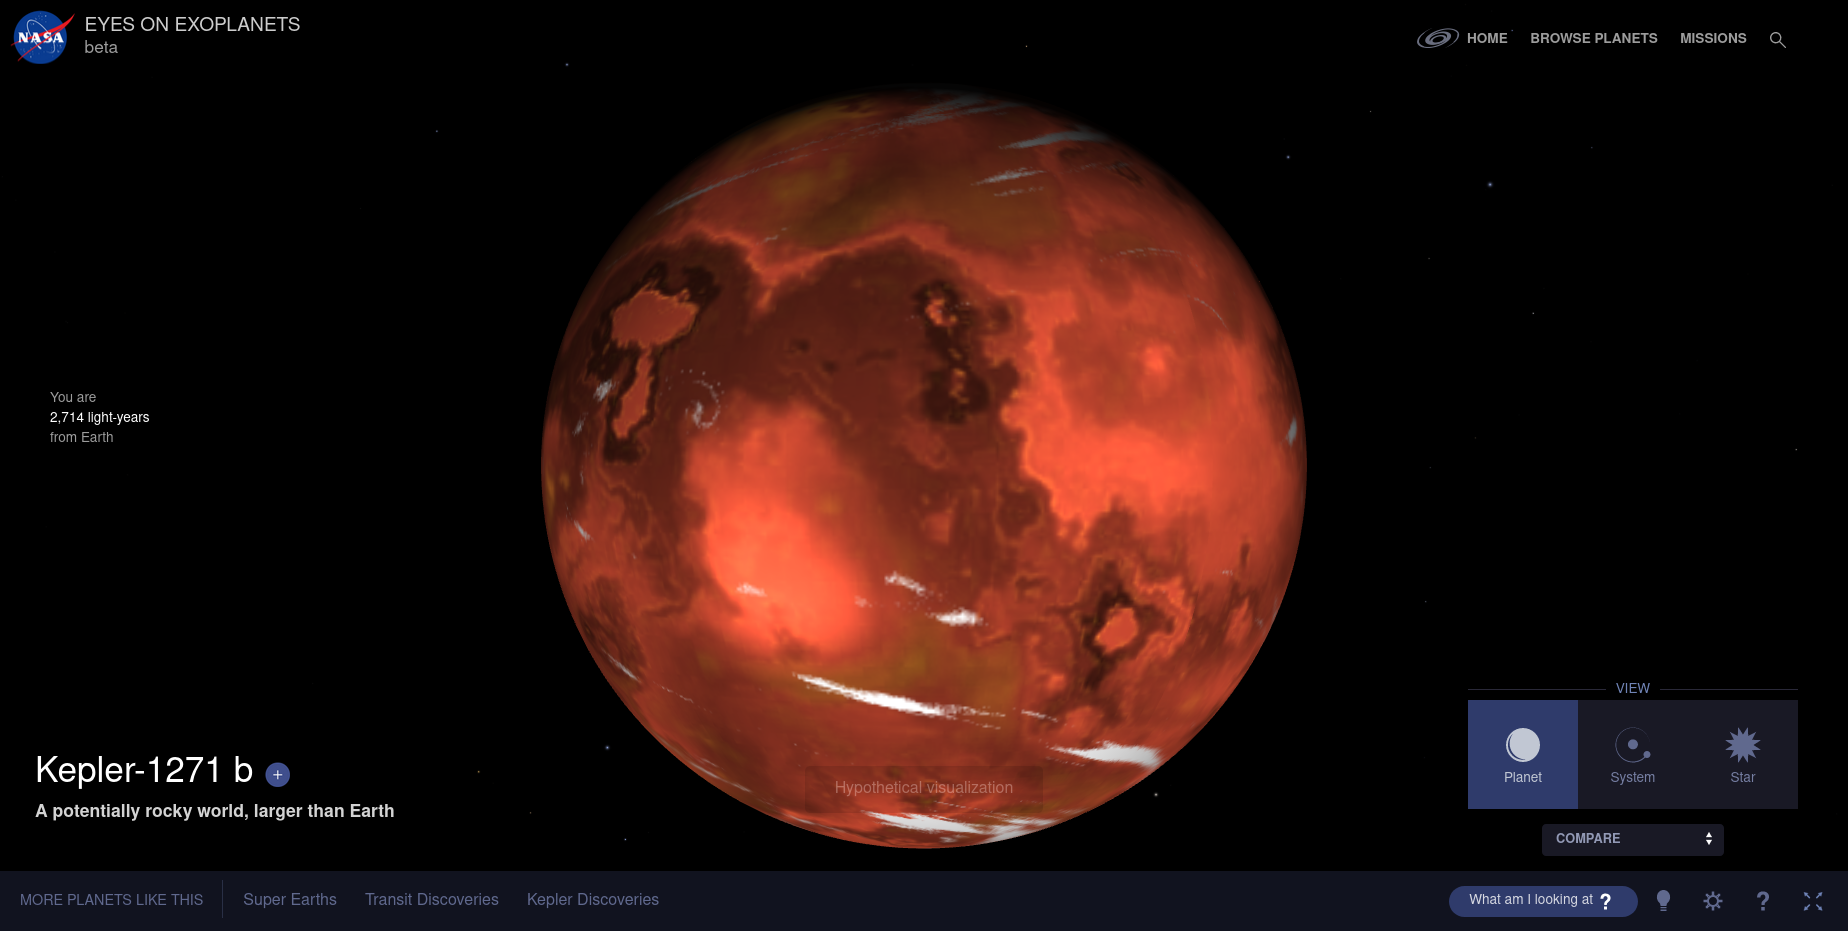 NASA
EYES ON EXOPLANETS
beta
HOME
BROWSE PLANETS
MISSIONS
You are
2,714 light-years
from Earth
Kepler-1271 b
+
A potentially rocky world, larger than Earth
Hypothetical visualization
VIEW
Planet
System
Star
COMPARE
MORE PLANETS LIKE THIS
Super Earths
Transit Discoveries
Kepler Discoveries
What am I looking at ?
?